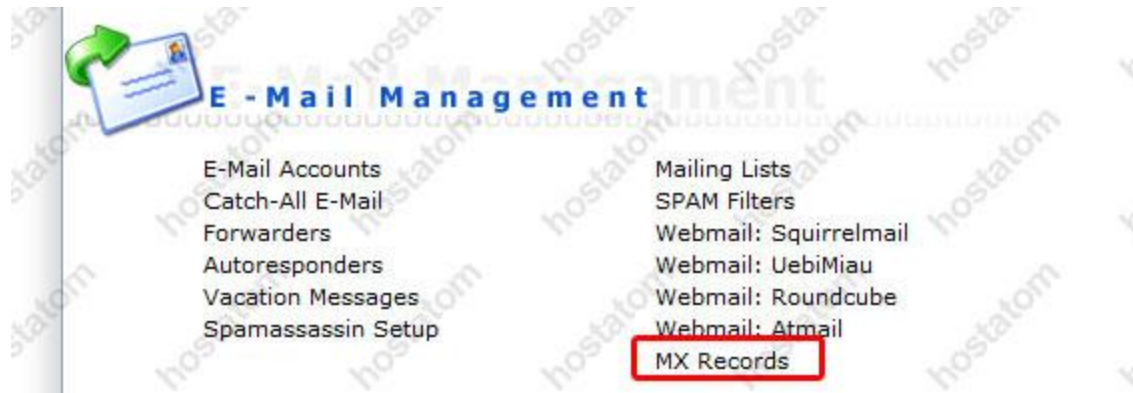 E-Mail Management
E-Mail Accounts
Catch-All E-Mail
Forwarders
Autoresponders
Vacation Messages
Spamassassin Setup
Mailing Lists
SPAM Filters
Webmail: Squirrelmail
Webmail: UebiMiau
Webmail: Roundcube
Webmail: Atmail
MX Records
hostatom